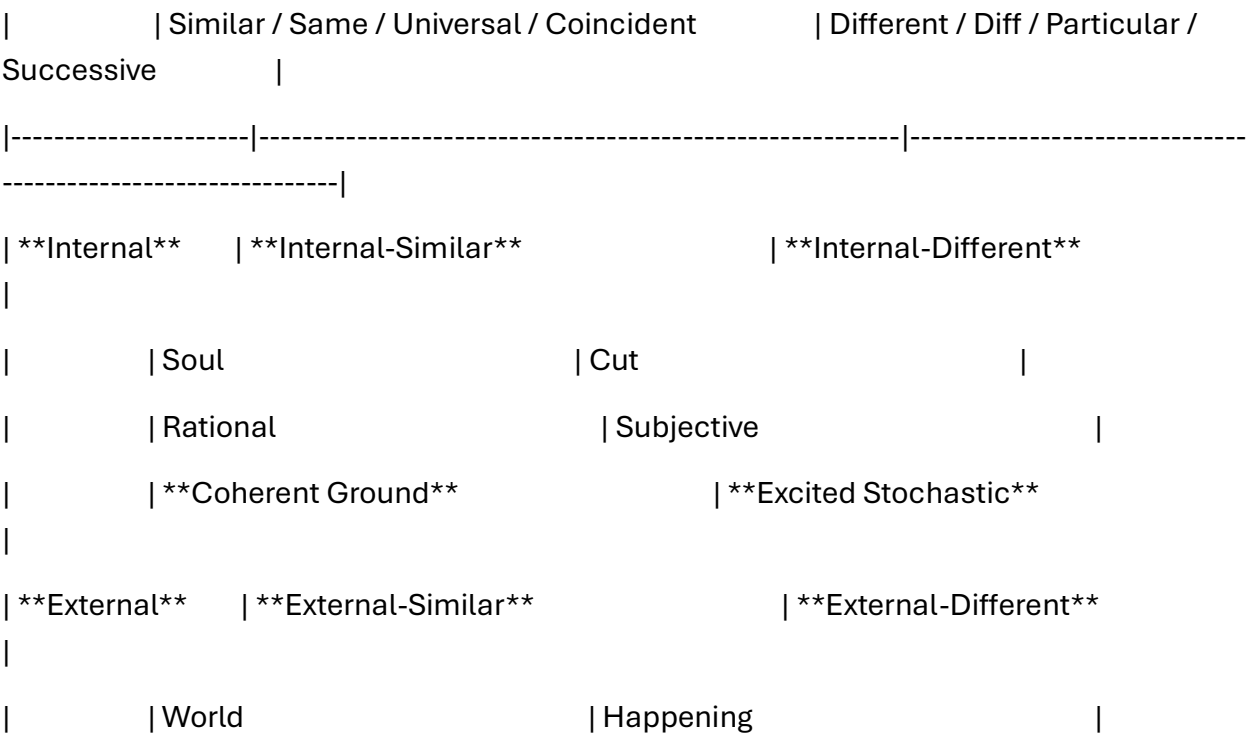 | | Similar / Same / Universal / Coincident | Different / Diff / Particular /
Successive |
|----------------------|------------------------------------------------------------|-------------------------------
-------------------------------|
| **Internal** | **Internal-Similar** | **Internal-Different**
|
| | Soul | Cut |
| | Rational | Subjective |
| | **Coherent Ground** | **Excited Stochastic**
|
| **External** | **External-Similar** | **External-Different**
|
| | World | Happening |